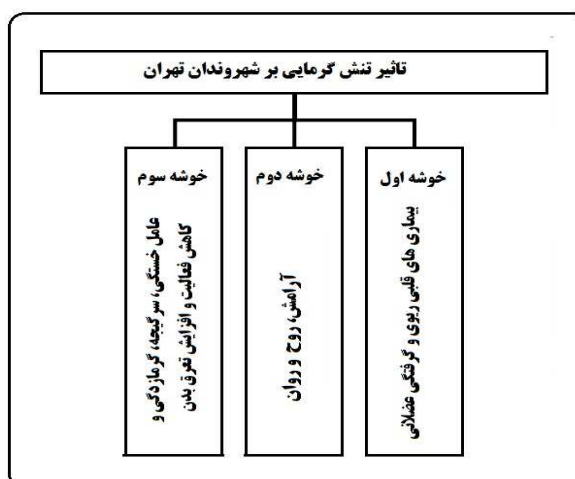 تاثیر تنش گرمایی بر شهروندان تهران
خوشه اول
بیماری های قلبی ریوی و گرفتگی عضلانی
خوشه دوم
آرامش، روح و روان
خوشه سوم
عامل خستگی، سرگیجه، گرمازدگی و
کاهش فعالیت و افزایش تعرق بدن